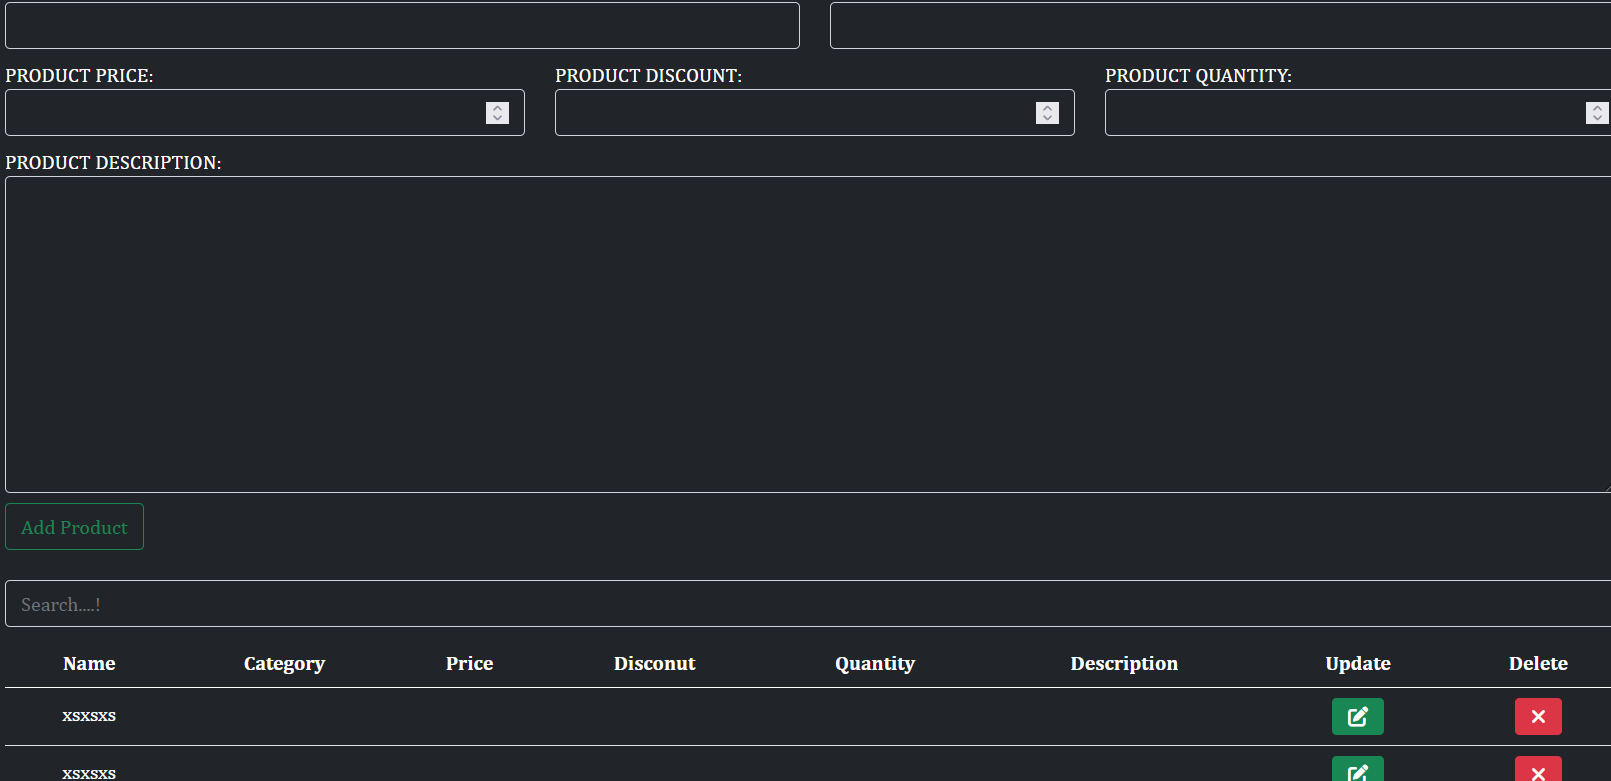 PRODUCT PRICE: PRODUCT DISCOUNT: PRODUCT QUANTITY:
PRODUCT DESCRIPTION:
Add Product
Search....!
Name Category Price Disconut Quantity Description Update Delete
xsxsxs
xsxsxs